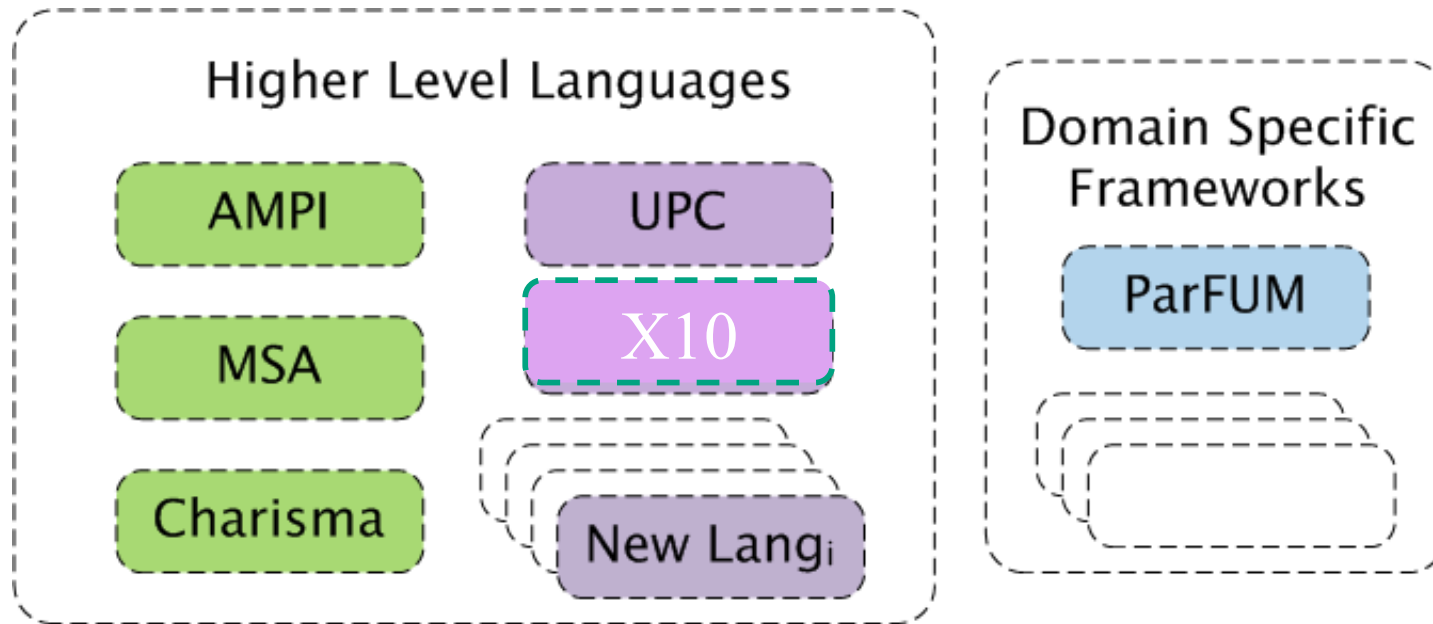 Higher Level Languages
AMPI
UPC
X10
MSA
Charisma
New Langi
Domain Specific
Frameworks
ParFUM